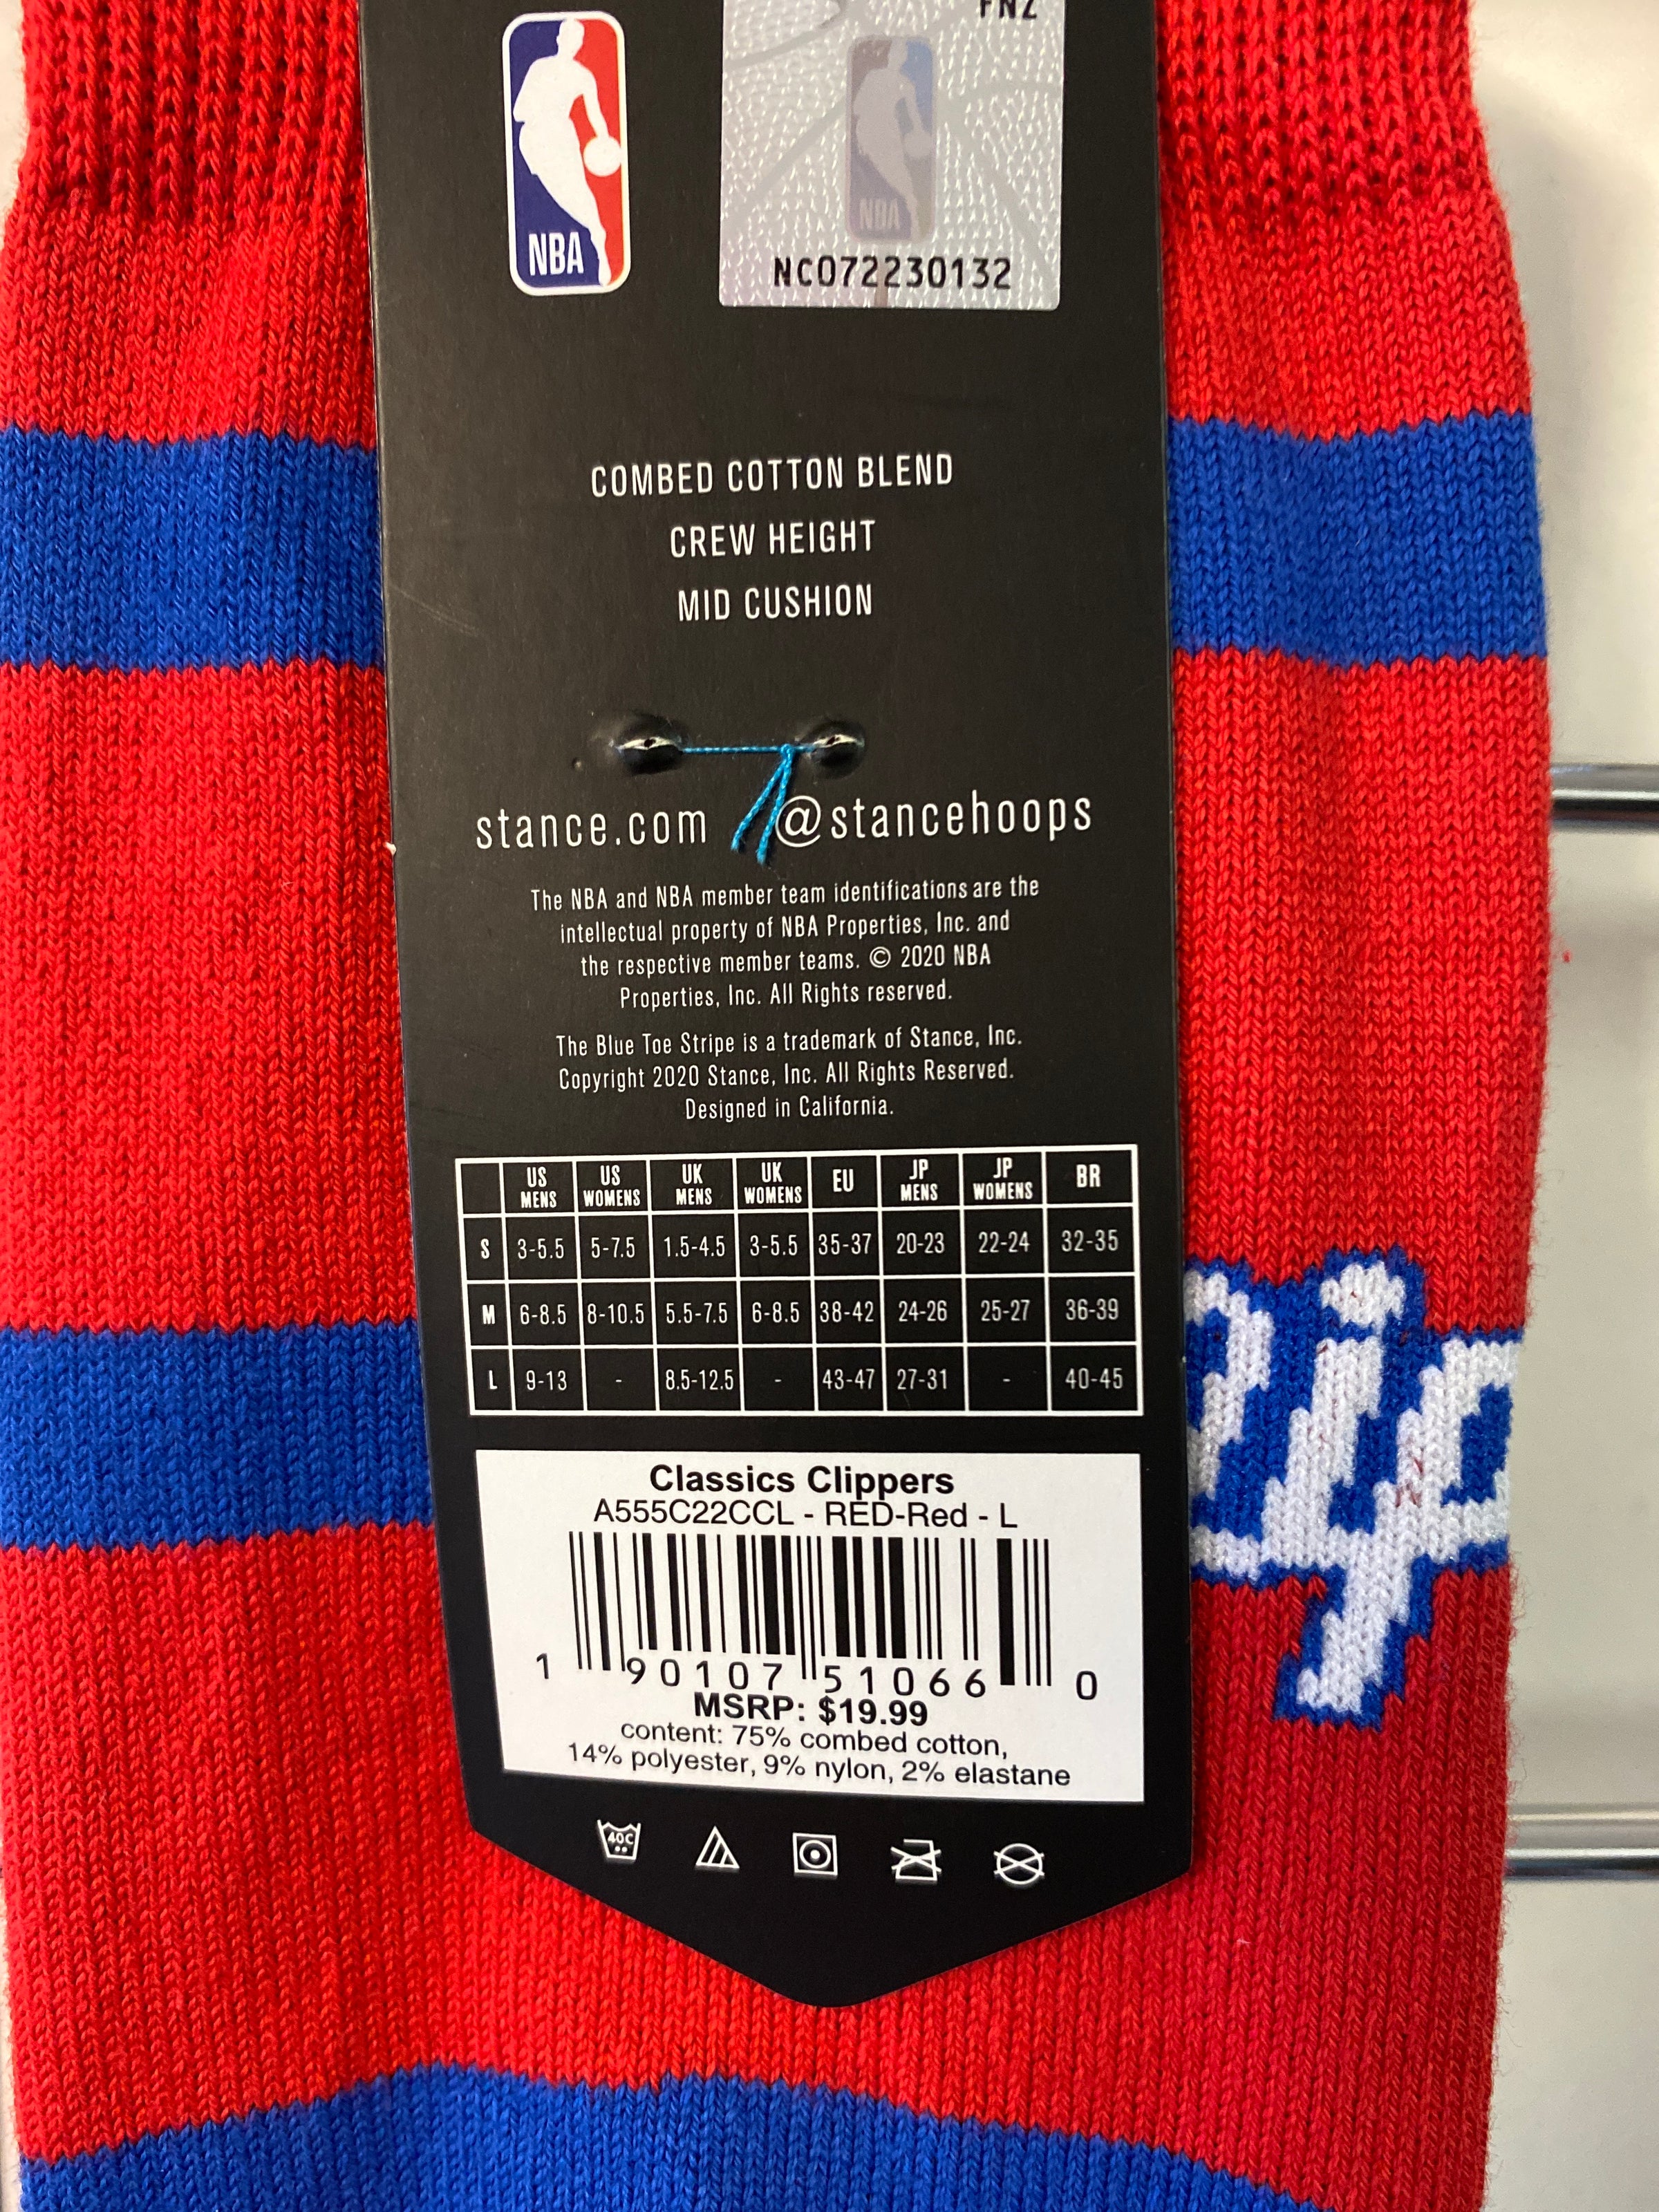 FNZ
NBA
NBA
NC072230132
COMBED COTTON BLEND
CREW HEIGHT
MID CUSHION
stance.com @stancehoops
The NBA and NBA member team identifications are the
intellectual property of NBA Properties, Inc. and
the respective member teams. © 2020 NBA
Properties, Inc. All Rights reserved.
The Blue Toe Stripe is a trademark of Stance, Inc.
Copyright 2020 Stance, Inc. All Rights Reserved.
Designed in California.
US MENS US WOMENS UK MENS UK WOMENS EU JP MENS JP WOMENS BR
S 3-5.5 5-7.5 1.5-4.5 3-5.5 35-37 20-23 22-24 32-35
M 6-8.5 8-10.5 5.5-7.5 6-8.5 38-42 24-26 25-27 36-39
L 9-13 - 8.5-12.5 - 43-47 27-31 - 40-45
Classics Clippers
A555C22CCL - RED-Red - L
1 90107 51066 0
MSRP: $19.99
content: 75% combed cotton,
14% polyester, 9% nylon, 2% elastane
40C